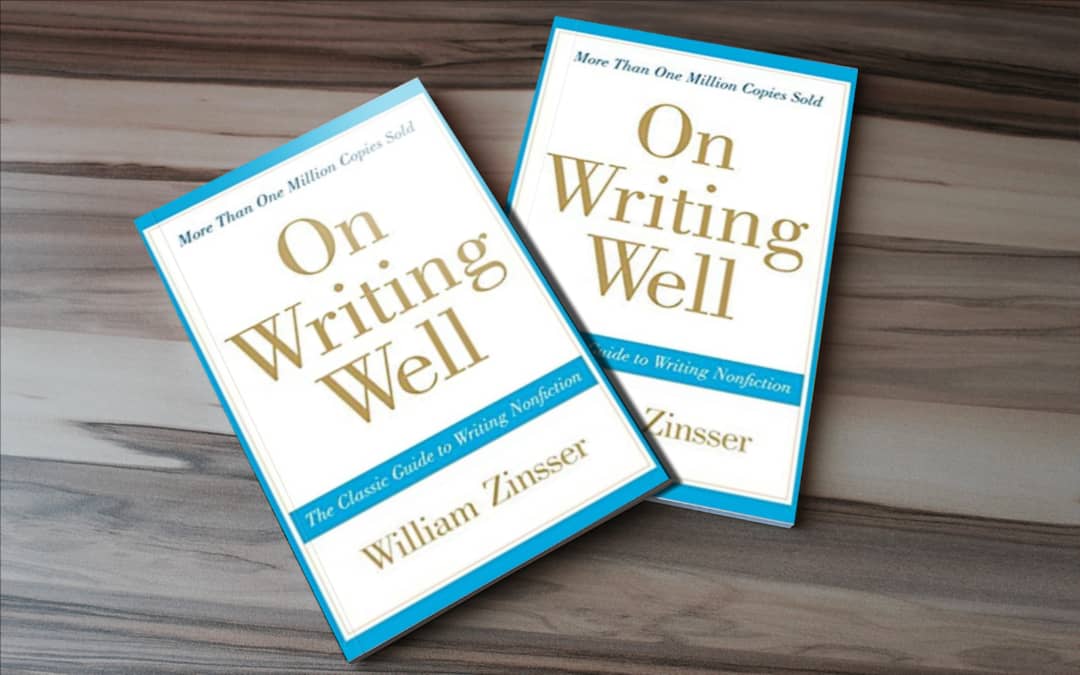 More Than One Million Copies Sold
On
Writing
Well
The Classic Guide to Writing Nonfiction
William Zinsser
More Than One Million Copies Sold
On
Writing
Well
Guide to Writing Nonfiction
Zinsser